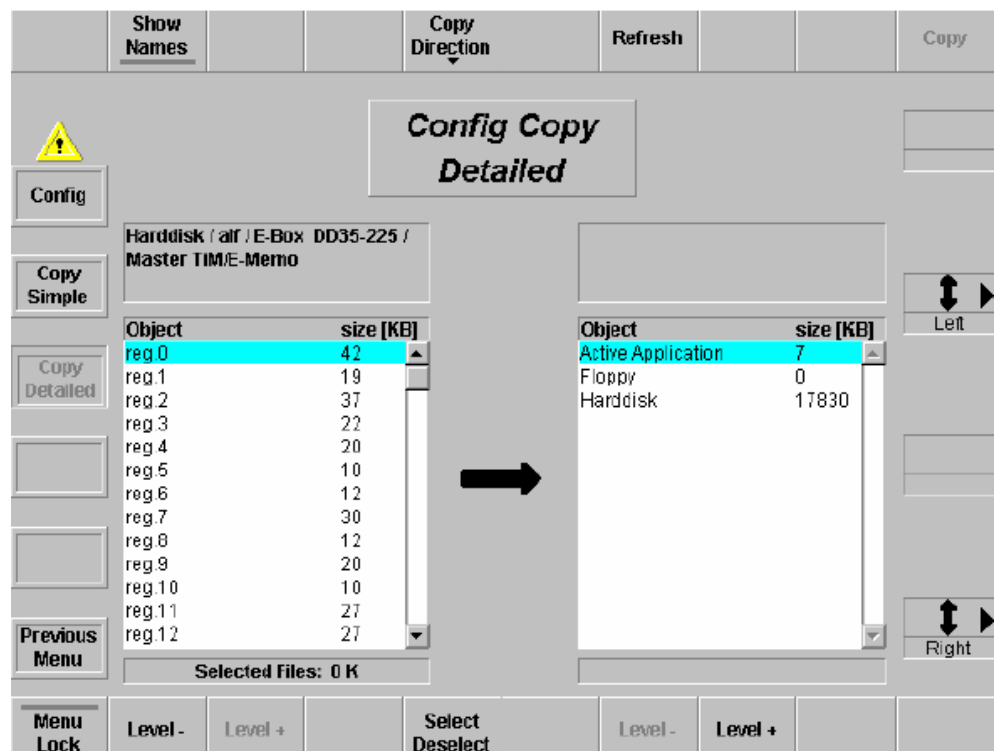 Show
Names
Copy
Direction
Refresh
Copy
Config Copy
Detailed
Config
Copy
Simple
Copy
Detailed
Previous
Menu
Harddisk / alf / E-Box DD35-225 /
Master TiM/E-Memo
Object size [KB]
reg.0 42
reg.1 19
reg.2 37
reg.3 22
reg.4 20
reg.5 10
reg.6 12
reg.7 30
reg.8 12
reg.9 20
reg.10 10
reg.11 27
reg.12 27
Selected Files: 0 K
Object size [KB]
Active Application 7
Floppy 0
Harddisk 17830
Left
Right
Menu
Lock
Level -
Level +
Select
Deselect
Level -
Level +